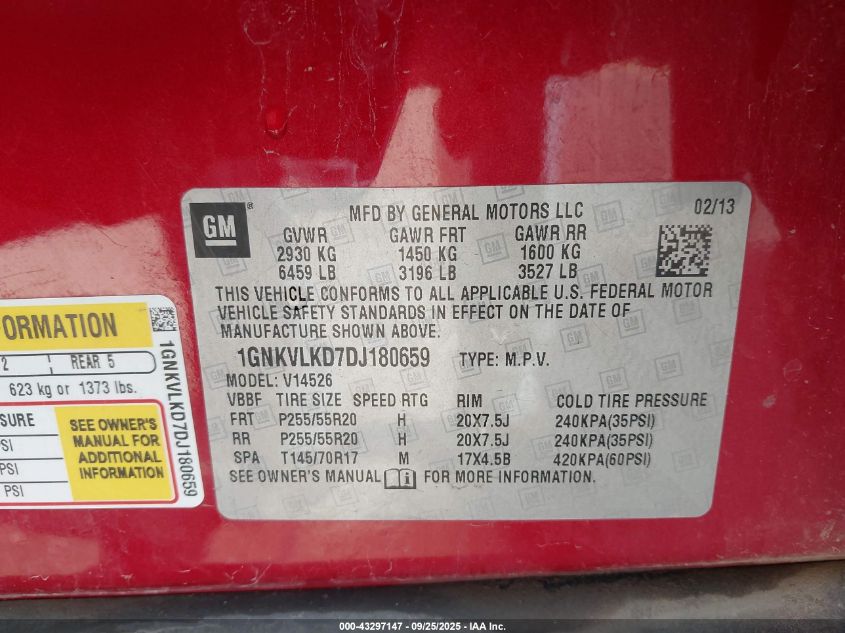 GM
®
MFD BY GENERAL MOTORS LLC 02/13
GVWR GAWR FRT GAWR RR
2930 KG 1450 KG 1600 KG
6459 LB 3196 LB 3527 LB
THIS VEHICLE CONFORMS TO ALL APPLICABLE U.S. FEDERAL MOTOR
VEHICLE SAFETY STANDARDS IN EFFECT ON THE DATE OF
MANUFACTURE SHOWN ABOVE.
1GNKVLKD7DJ180659 TYPE: M.P.V.
MODEL: V14526
VBBF TIRE SIZE SPEED RTG RIM COLD TIRE PRESSURE
FRT P255/55R20 H 20X7.5J 240KPA(35PSI)
RR P255/55R20 H 20X7.5J 240KPA(35PSI)
SPA T145/70R17 M 17X4.5B 420KPA(60PSI)
SEE OWNER'S MANUAL FOR MORE INFORMATION.
ORMATION
2 REAR 5
623 kg or 1373 lbs.
SURE
PSI
PSI
PSI
SEE OWNER'S
MANUAL FOR
ADDITIONAL
INFORMATION
1GNKVLKD7DJ180659
000-43297147 - 09/25/2025 - IAA Inc.